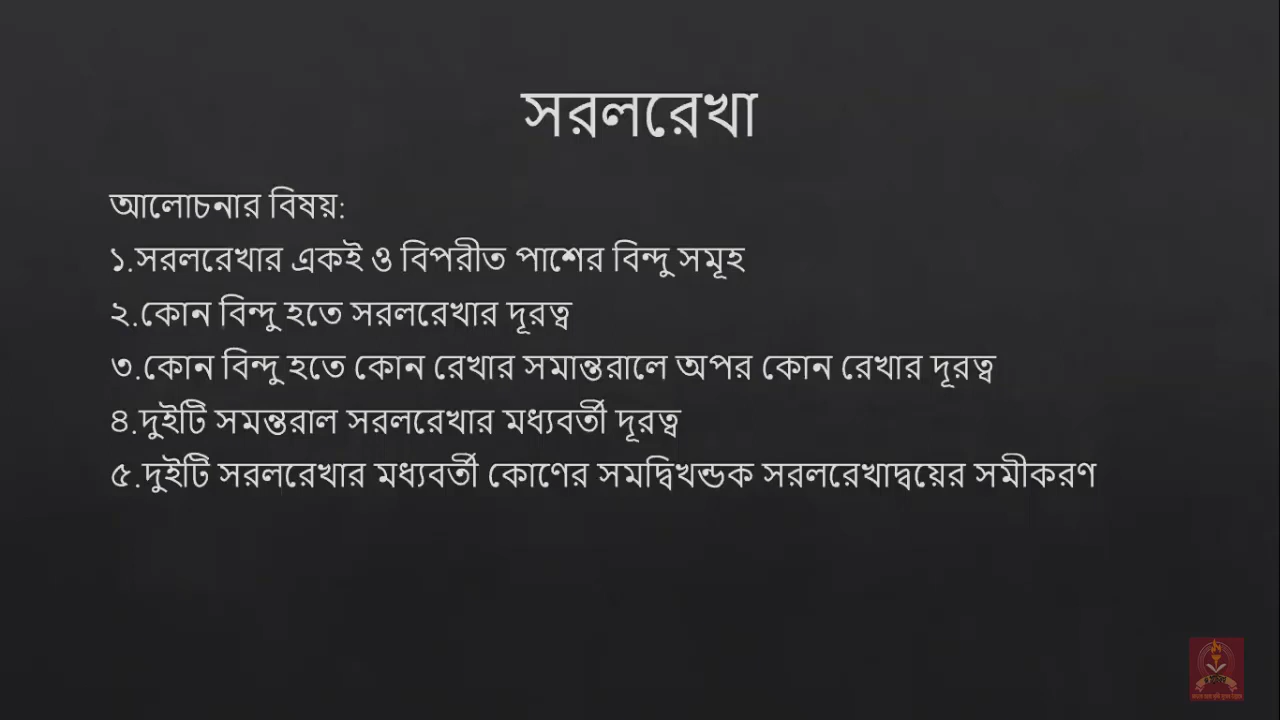 সরলরেখা
আলোচনার বিষয়:
১.সরলরেখার একই ও বিপরীত পাশের বিন্দু সমূহ
২.কোন বিন্দু হতে সরলরেখার দূরত্ব
৩.কোন বিন্দু হতে কোন রেখার সমান্তরালে অপর কোন রেখার দূরত্ব
৪.দুইটি সমন্তরাল সরলরেখার মধ্যবর্তী দূরত্ব
৫.দুইটি সরলরেখার মধ্যবর্তী কোণের সমদ্বিখন্ডক সরলরেখাদ্বয়ের সমীকরণ